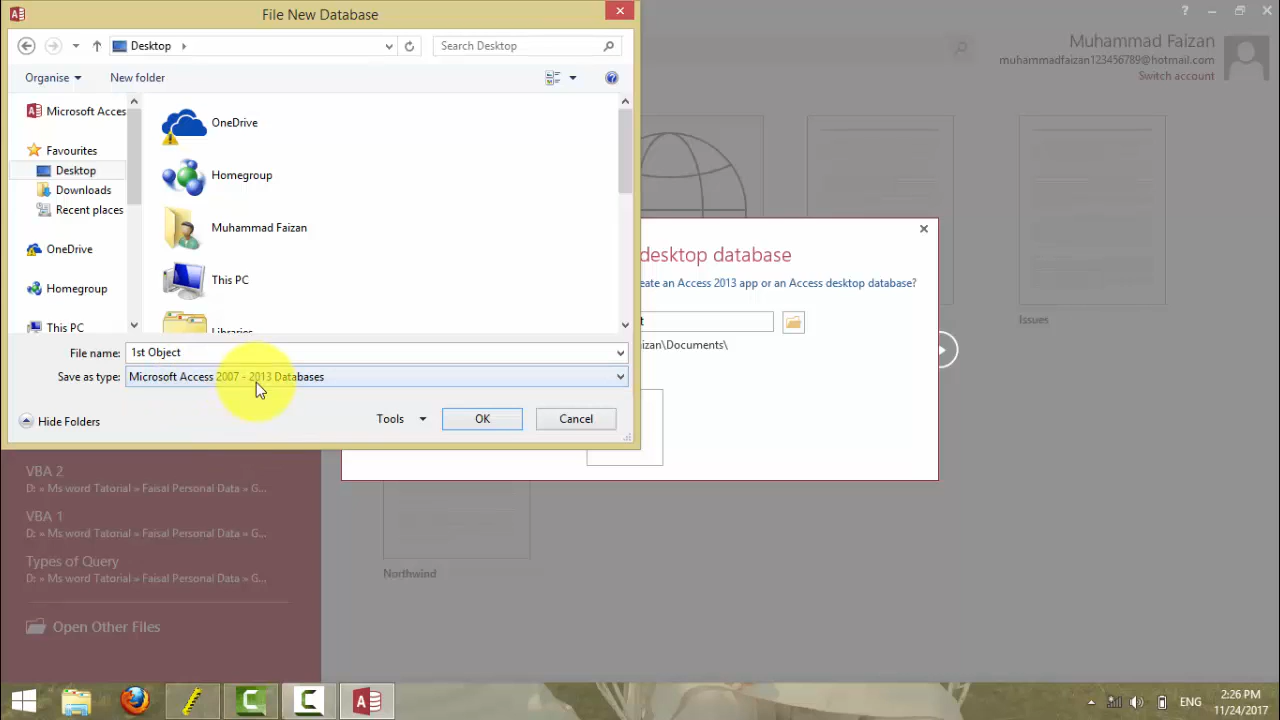 File New Database
Desktop
Search Desktop
Organise
New folder
Microsoft Acces
Favourites
Desktop
Downloads
Recent places
OneDrive
Homegroup
This PC
OneDrive
Homegroup
Muhammad Faizan
This PC
Libraries
File name:
1st Object
Save as type:
Microsoft Access 2007 - 2013 Databases
Hide Folders
Tools
OK
Cancel
?
Muhammad Faizan
muhammadfaizan123456789@hotmail.com
Switch account
desktop database
eate an Access 2013 app or an Access desktop database?
t
izan\Documents\
Issues
VBA 2
D: » Ms word Tatorial » Faisal Personal Data » G...
VBA 1
D: » Ms word Tatorial » Faisal Personal Data » G...
Types of Query
D: » Ms word Tatorial » Faisal Personal Data » G...
Open Other Files
Northwind
ENG
2:26 PM
11/24/2017